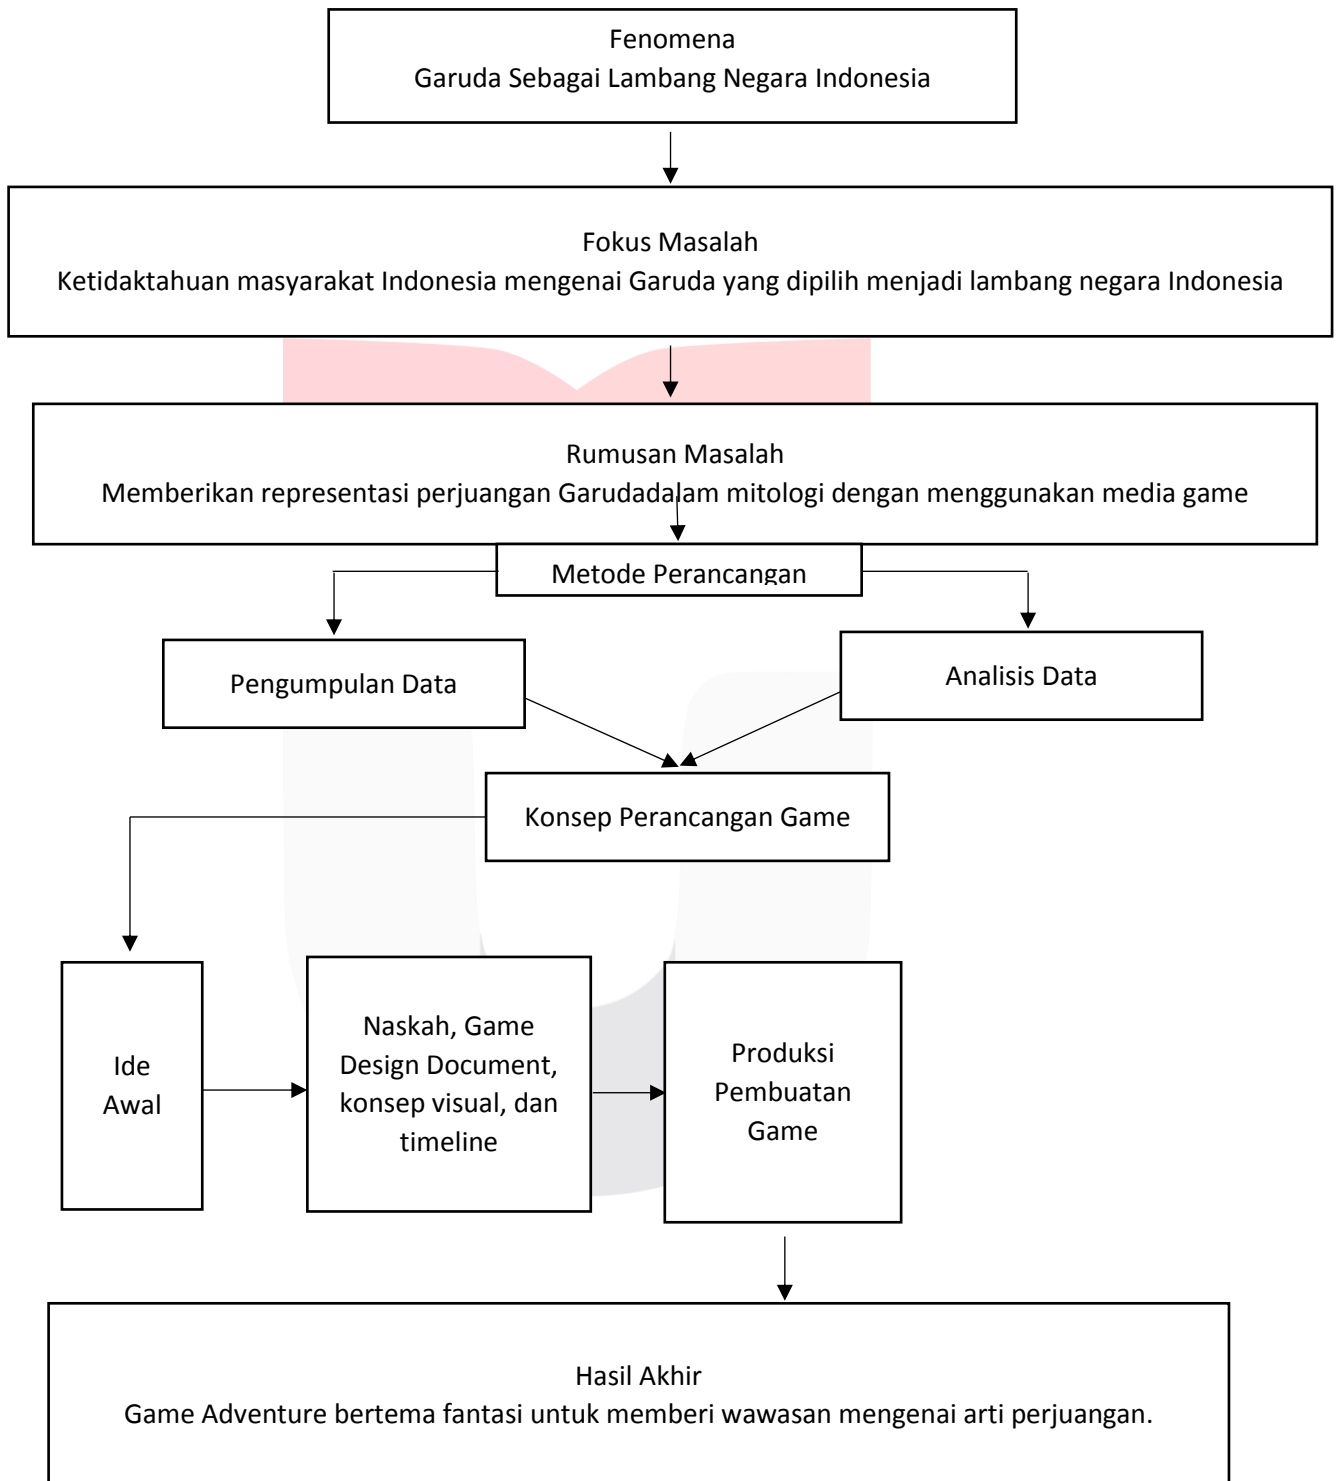 Fenomena
Garuda Sebagai Lambang Negara Indonesia
Fokus Masalah
Ketidaktahuan masyarakat Indonesia mengenai Garuda yang dipilih menjadi lambang negara Indonesia
Rumusan Masalah
Memberikan representasi perjuangan Garudadalam mitologi dengan menggunakan media game
Metode Perancangan
Pengumpulan Data
Analisis Data
Konsep Perancangan Game
Ide
Awal
Naskah, Game
Design Document,
konsep visual, dan
timeline
Produksi
Pembuatan
Game
Hasil Akhir
Game Adventure bertema fantasi untuk memberi wawasan mengenai arti perjuangan.